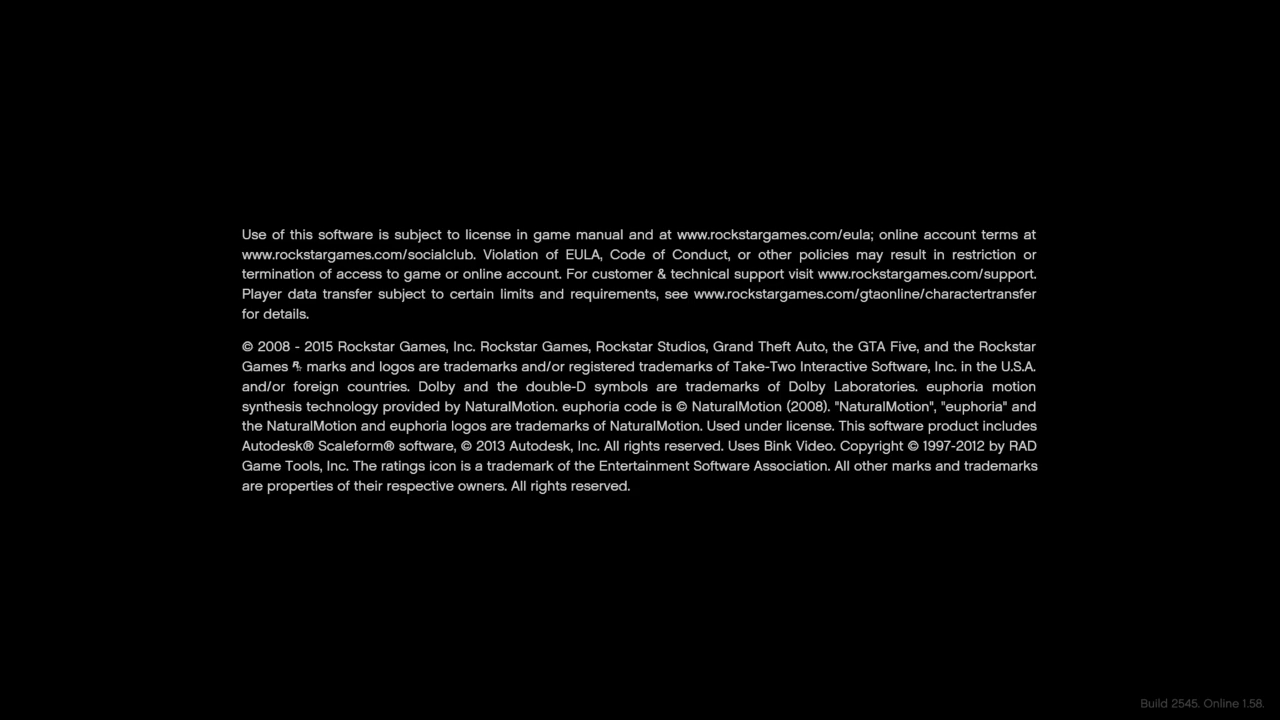 Use of this software is subject to license in game manual and at www.rockstargames.com/eula; online account terms at
www.rockstargames.com/socialclub. Violation of EULA, Code of Conduct, or other policies may result in restriction or
termination of access to game or online account. For customer & technical support visit www.rockstargames.com/support.
Player data transfer subject to certain limits and requirements, see www.rockstargames.com/gtaonline/charactertransfer
for details.
© 2008 - 2015 Rockstar Games, Inc. Rockstar Games, Rockstar Studios, Grand Theft Auto, the GTA Five, and the Rockstar
Games R* marks and logos are trademarks and/or registered trademarks of Take-Two Interactive Software, Inc. in the U.S.A.
and/or foreign countries. Dolby and the double-D symbols are trademarks of Dolby Laboratories. euphoria motion
synthesis technology provided by NaturalMotion. euphoria code is © NaturalMotion (2008). "NaturalMotion", "euphoria" and
the NaturalMotion and euphoria logos are trademarks of NaturalMotion. Used under license. This software product includes
Autodesk® Scaleform® software, © 2013 Autodesk, Inc. All rights reserved. Uses Bink Video. Copyright © 1997-2012 by RAD
Game Tools, Inc. The ratings icon is a trademark of the Entertainment Software Association. All other marks and trademarks
are properties of their respective owners. All rights reserved.
Build 2545. Online 1.58.